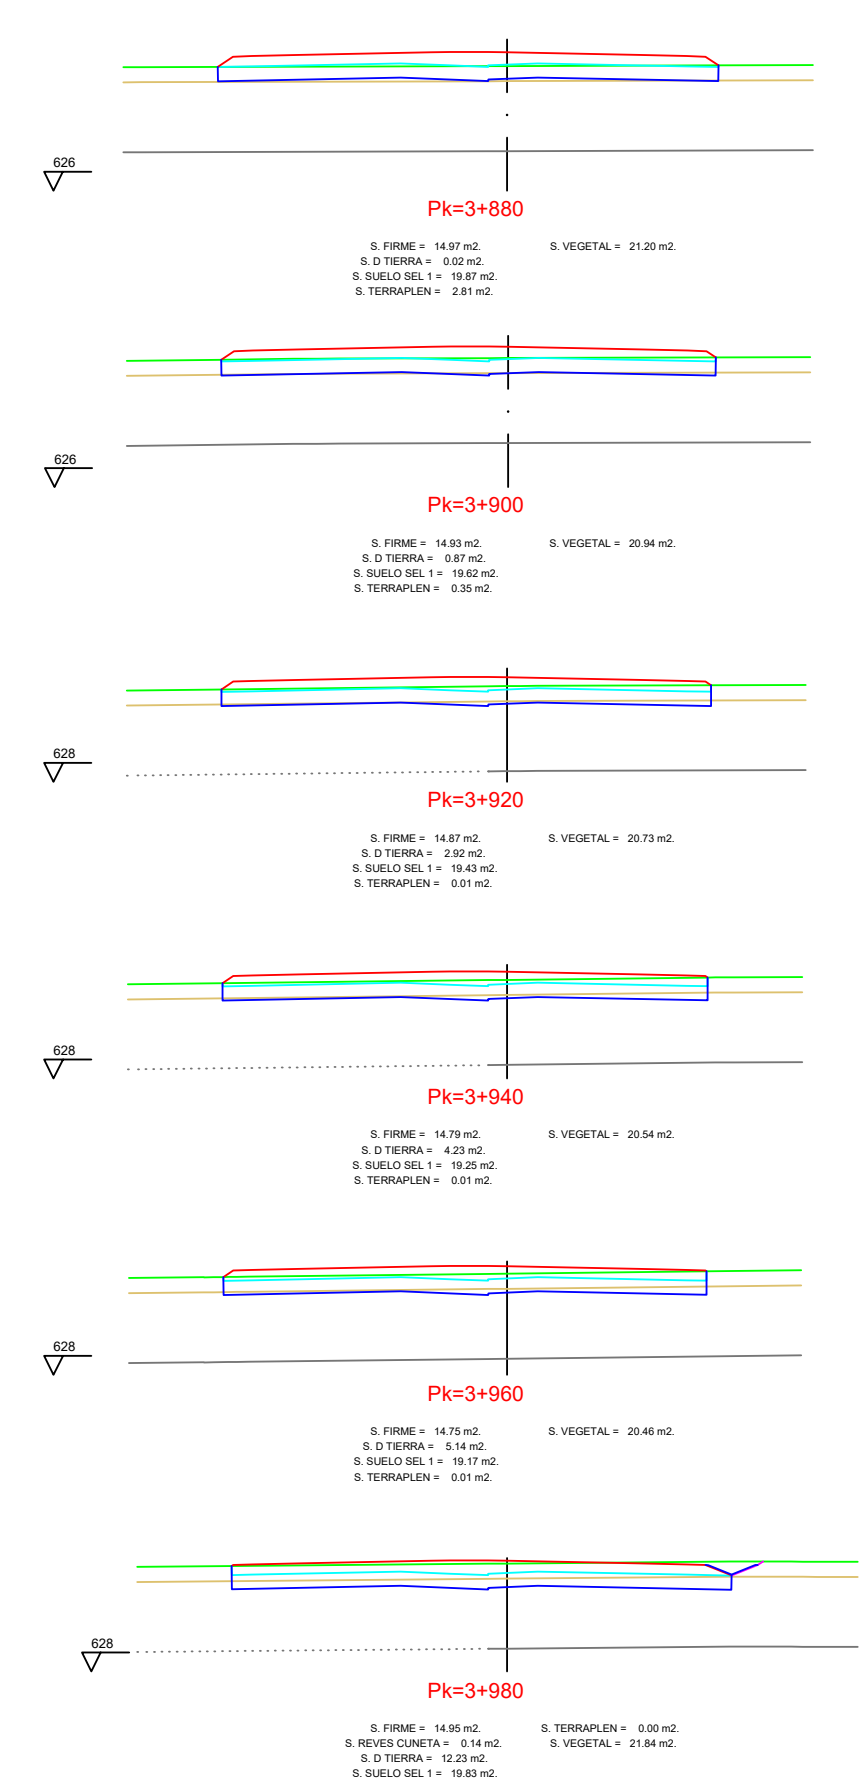 626
Pk=3+880
S. FIRME = 14.97 m2. S. VEGETAL = 21.20 m2.
S. D TIERRA = 0.02 m2.
S. SUELO SEL 1 = 19.87 m2.
S. TERRAPLEN = 2.81 m2.
626
Pk=3+900
S. FIRME = 14.93 m2. S. VEGETAL = 20.94 m2.
S. D TIERRA = 0.87 m2.
S. SUELO SEL 1 = 19.62 m2.
S. TERRAPLEN = 0.35 m2.
628
Pk=3+920
S. FIRME = 14.87 m2. S. VEGETAL = 20.73 m2.
S. D TIERRA = 2.92 m2.
S. SUELO SEL 1 = 19.43 m2.
S. TERRAPLEN = 0.01 m2.
628
Pk=3+940
S. FIRME = 14.79 m2. S. VEGETAL = 20.54 m2.
S. D TIERRA = 4.23 m2.
S. SUELO SEL 1 = 19.25 m2.
S. TERRAPLEN = 0.01 m2.
628
Pk=3+960
S. FIRME = 14.75 m2. S. VEGETAL = 20.46 m2.
S. D TIERRA = 5.14 m2.
S. SUELO SEL 1 = 19.17 m2.
S. TERRAPLEN = 0.01 m2.
628
Pk=3+980
S. FIRME = 14.95 m2. S. TERRAPLEN = 0.00 m2.
S. REVES CUNETA = 0.14 m2. S. VEGETAL = 21.84 m2.
S. D TIERRA = 12.23 m2.
S. SUELO SEL 1 = 19.83 m2.